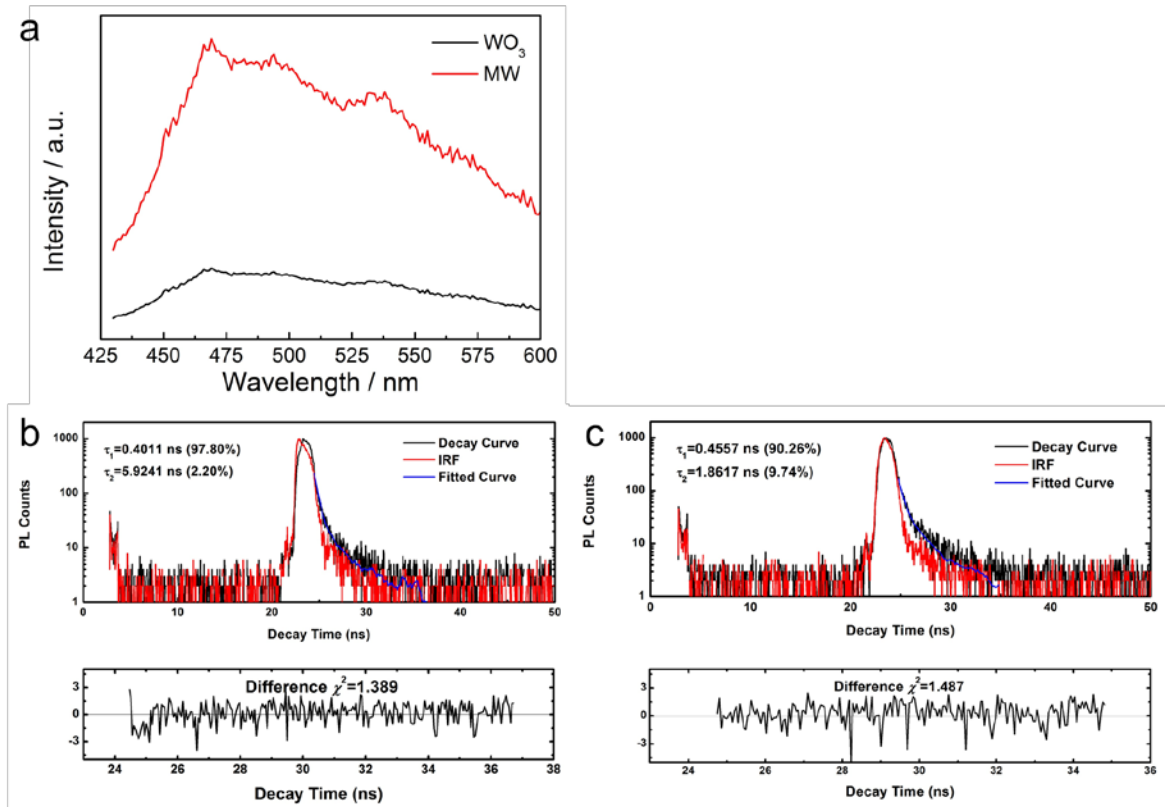 a
WO₃
MW
Intensity / a.u.
425 450 475 500 525 550 575 600
Wavelength / nm
b
τ₁=0.4011 ns (97.80%)
τ₂=5.9241 ns (2.20%)
Decay Curve
IRF
Fitted Curve
PL Counts
1000
100
10
1
0 10 20 30 40 50
Decay Time (ns)
Difference χ²=1.389
3
0
-3
24 26 28 30 32 34 36 38
Decay Time (ns)
c
τ₁=0.4557 ns (90.26%)
τ₂=1.8617 ns (9.74%)
Decay Curve
IRF
Fitted Curve
PL Counts
1000
100
10
1
0 10 20 30 40 50
Decay Time (ns)
Difference χ²=1.487
3
0
-3
24 26 28 30 32 34 36
Decay Time (ns)